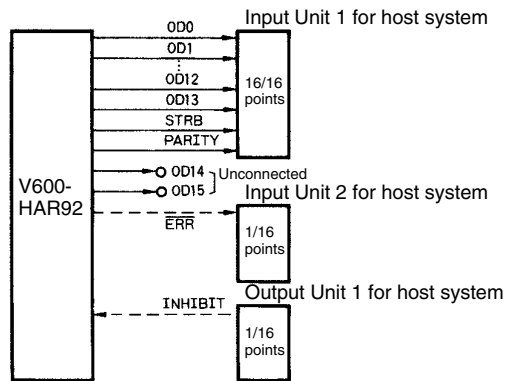 Input Unit 1 for host system
OD0
OD1
OD12
OD13
STRB
PARITY
16/16
points
OD14
OD15
Unconnected
V600-
HAR92
Input Unit 2 for host system
ERR
1/16
points
Output Unit 1 for host system
INHIBIT
1/16
points